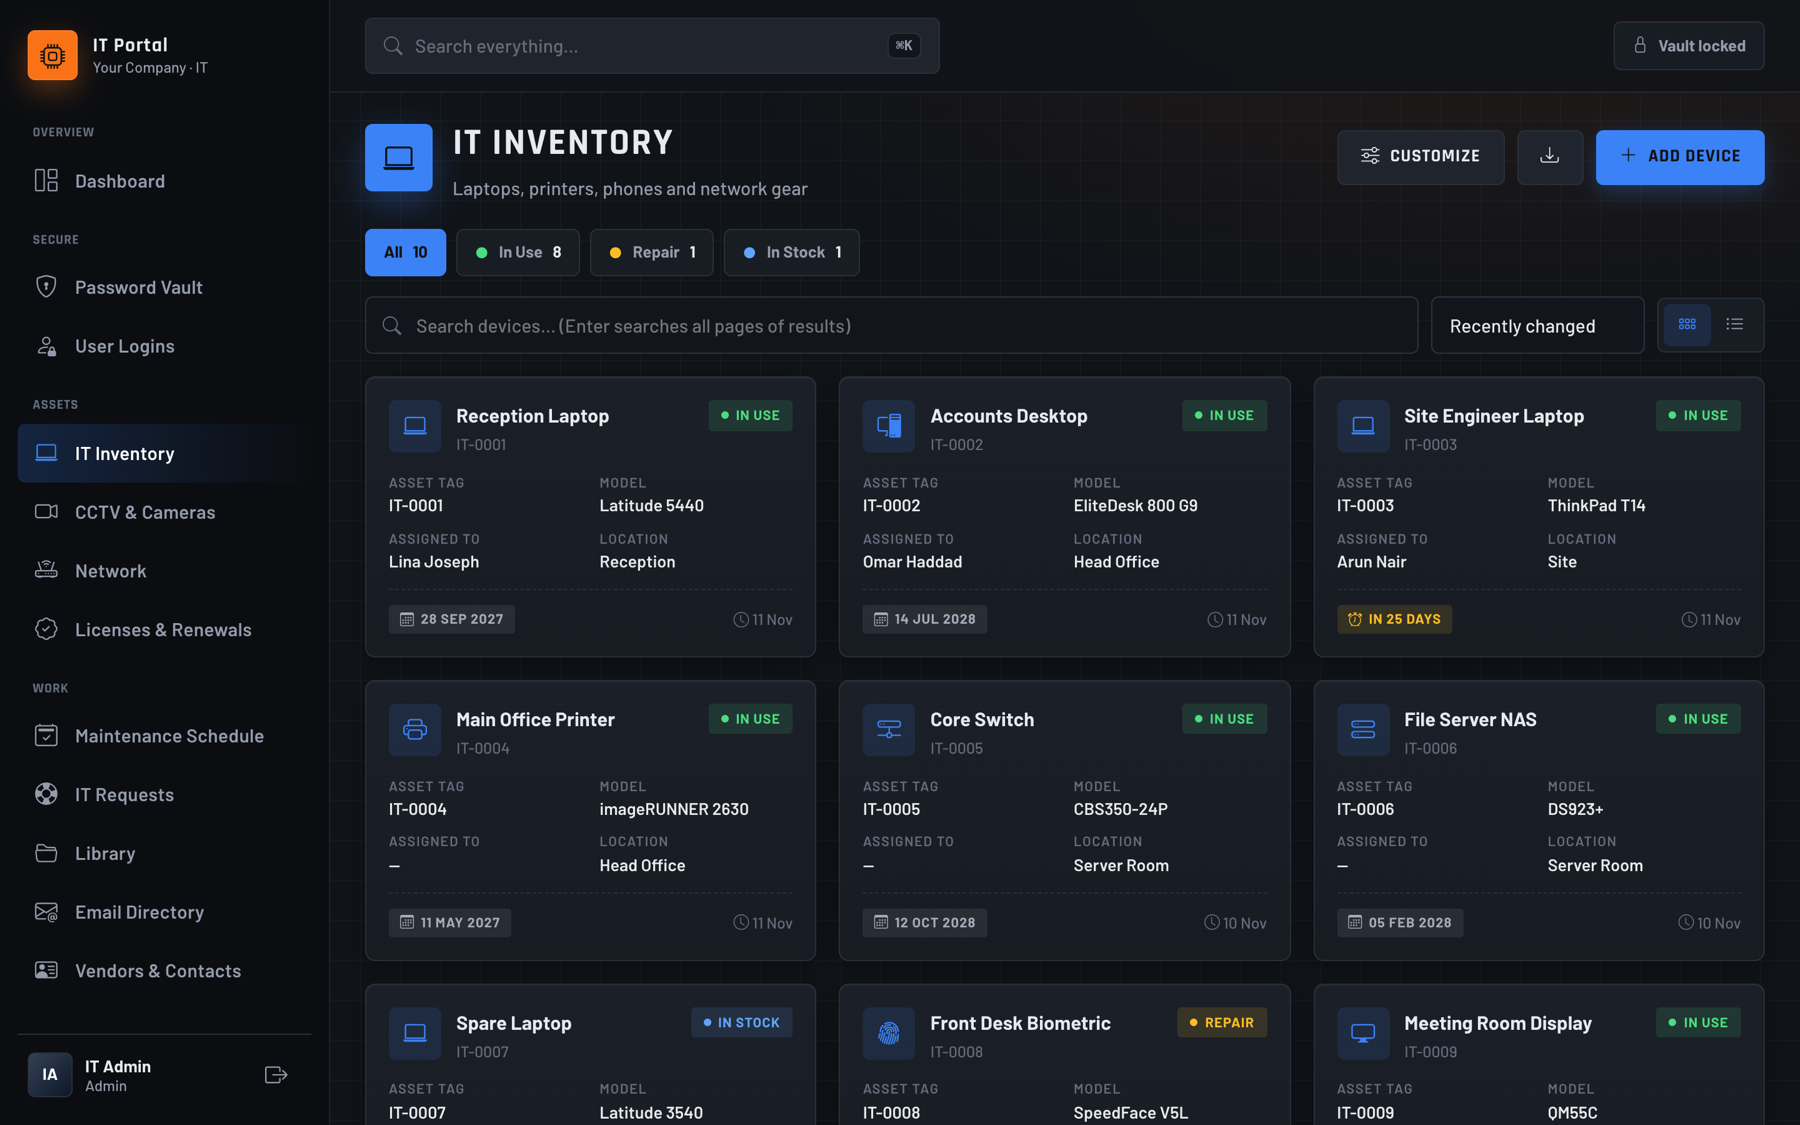 IT Portal
Your Company · IT
OVERVIEW
Dashboard
SECURE
Password Vault
User Logins
ASSETS
IT Inventory
CCTV & Cameras
Network
Licenses & Renewals
WORK
Maintenance Schedule
IT Requests
Library
Email Directory
Vendors & Contacts
IA
IT Admin
Admin
Search everything...
⌘K
Vault locked
IT INVENTORY
Laptops, printers, phones and network gear
CUSTOMIZE
ADD DEVICE
All 10
In Use 8
Repair 1
In Stock 1
Search devices... (Enter searches all pages of results)
Recently changed
Reception Laptop
IN USE
IT-0001
ASSET TAG MODEL
IT-0001 Latitude 5440
ASSIGNED TO LOCATION
Lina Joseph Reception
28 SEP 2027 11 Nov
Accounts Desktop
IN USE
IT-0002
ASSET TAG MODEL
IT-0002 EliteDesk 800 G9
ASSIGNED TO LOCATION
Omar Haddad Head Office
14 JUL 2028 11 Nov
Site Engineer Laptop
IN USE
IT-0003
ASSET TAG MODEL
IT-0003 ThinkPad T14
ASSIGNED TO LOCATION
Arun Nair Site
IN 25 DAYS 11 Nov
Main Office Printer
IN USE
IT-0004
ASSET TAG MODEL
IT-0004 imageRUNNER 2630
ASSIGNED TO LOCATION
– Head Office
11 MAY 2027 11 Nov
Core Switch
IN USE
IT-0005
ASSET TAG MODEL
IT-0005 CBS350-24P
ASSIGNED TO LOCATION
– Server Room
12 OCT 2028 10 Nov
File Server NAS
IN USE
IT-0006
ASSET TAG MODEL
IT-0006 DS923+
ASSIGNED TO LOCATION
– Server Room
05 FEB 2028 10 Nov
Spare Laptop
IN STOCK
IT-0007
ASSET TAG MODEL
IT-0007 Latitude 3540
Front Desk Biometric
REPAIR
IT-0008
ASSET TAG MODEL
IT-0008 SpeedFace V5L
Meeting Room Display
IN USE
IT-0009
ASSET TAG MODEL
IT-0009 QM55C